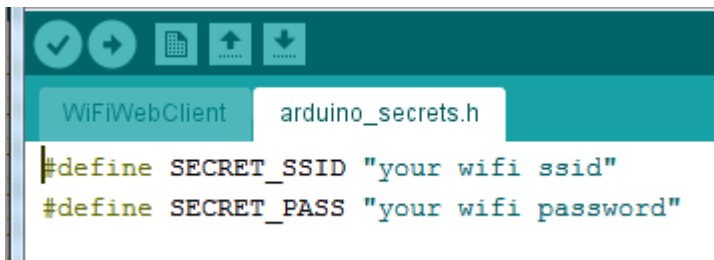 WiFiWebClient arduino_secrets.h
#define SECRET_SSID "your wifi ssid"
#define SECRET_PASS "your wifi password"